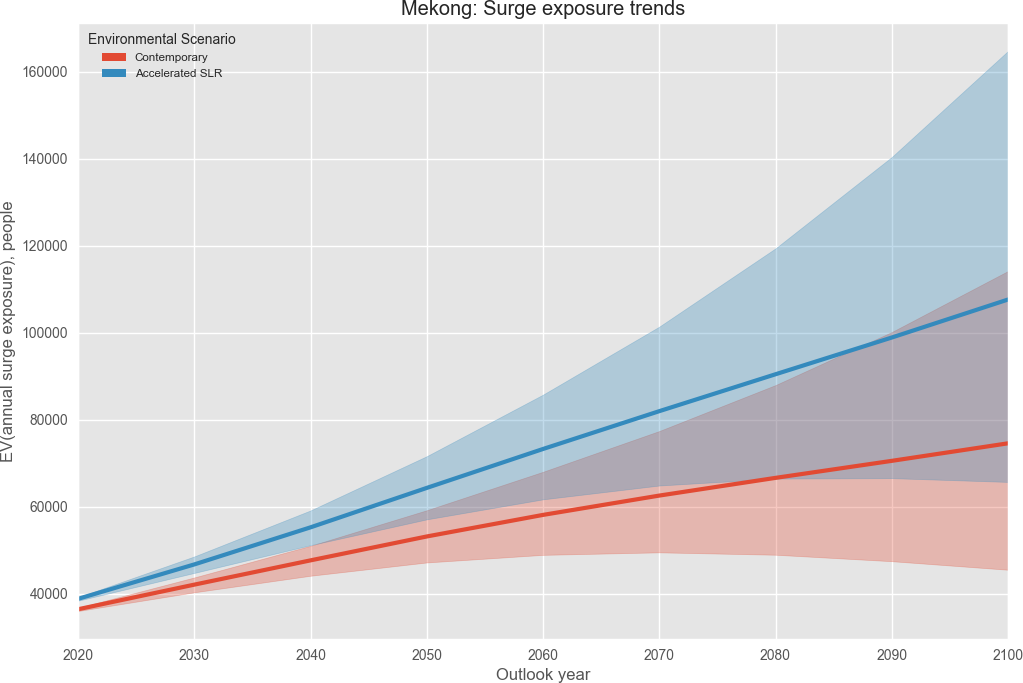 Mekong: Surge exposure trends
Environmental Scenario
Contemporary
Accelerated SLR
EV(annual surge exposure), people
160000
140000
120000
100000
80000
60000
40000
2020 2030 2040 2050 2060 2070 2080 2090 2100
Outlook year